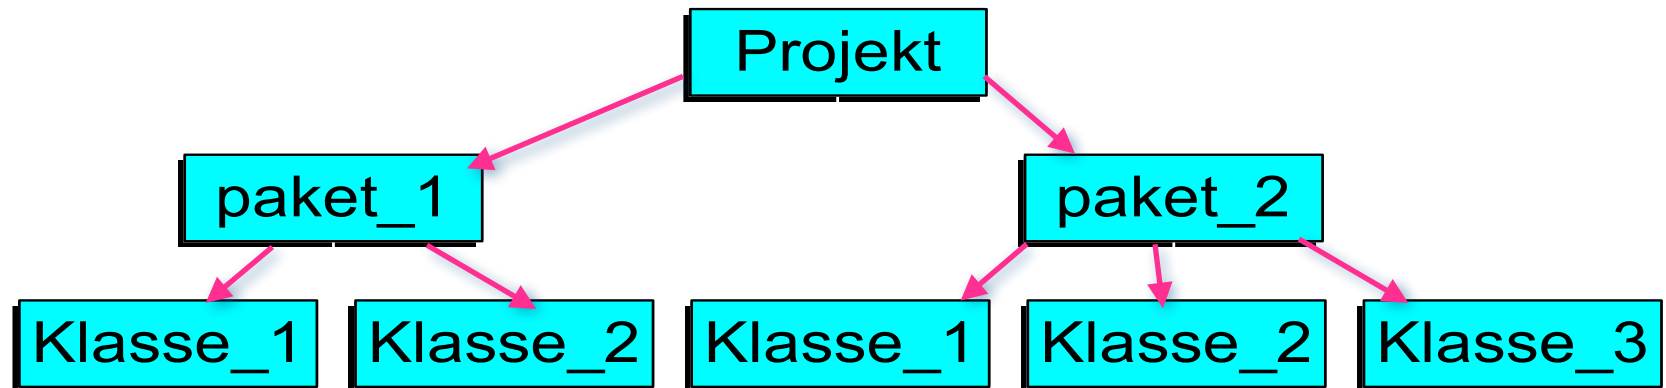 Projekt
paket_1
paket_2
Klasse_1
Klasse_2
Klasse_1
Klasse_2
Klasse_3